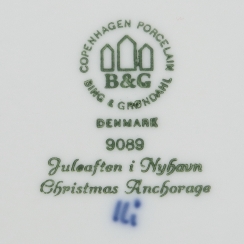 COPENHAGEN PORCELAIN
B&G
BING & GRØNDAHL
DENMARK
9089
Juleaften i Nyhavn
Christmas Anchorage